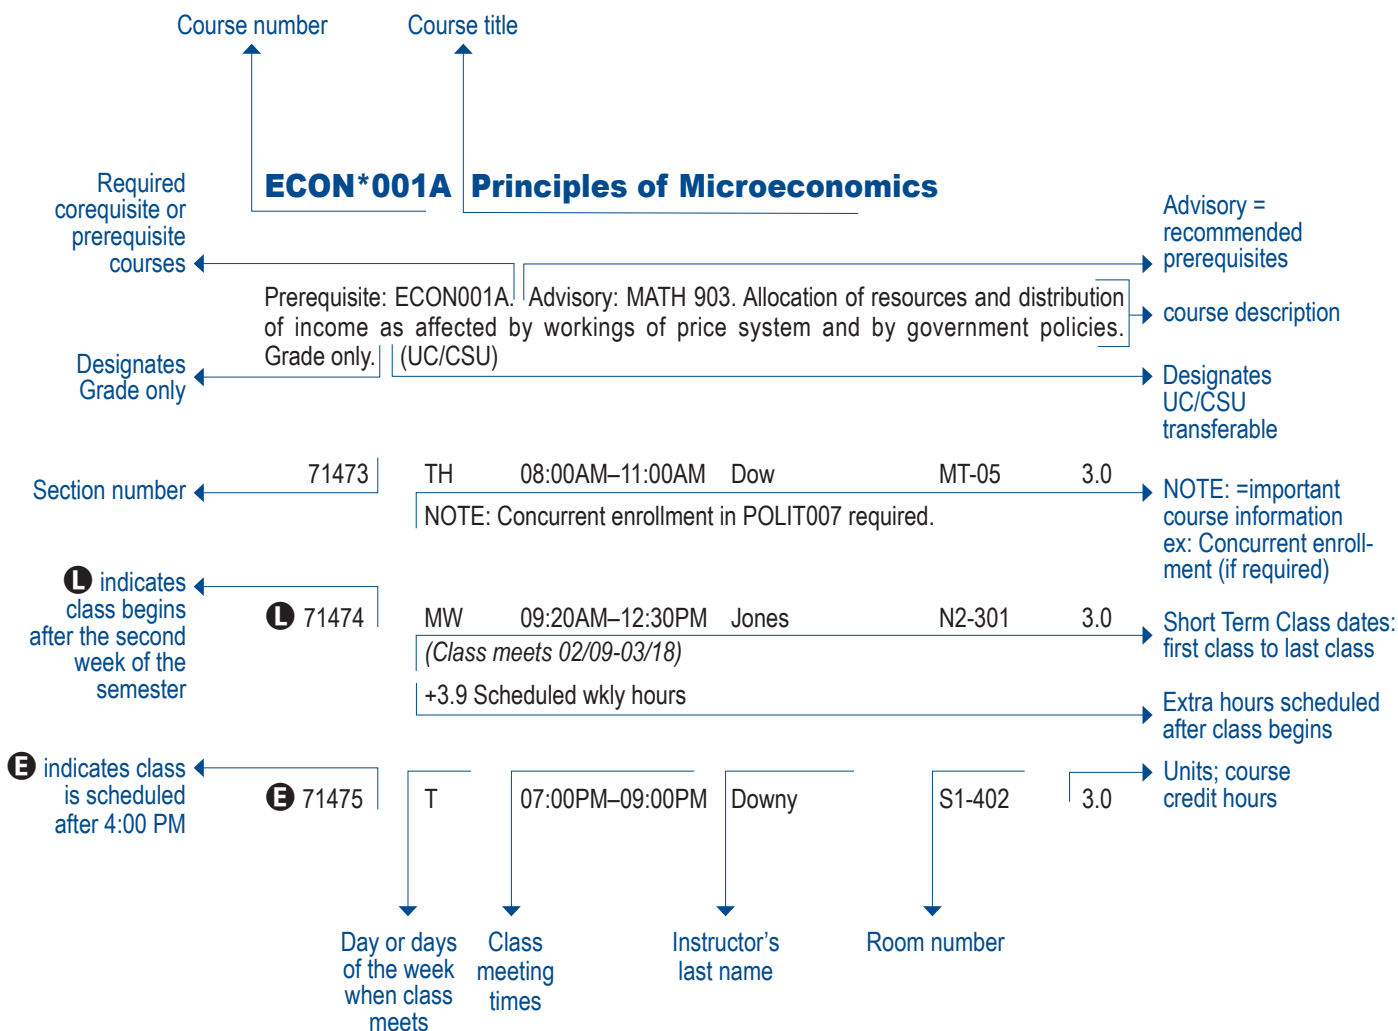 Course number
Course title
ECON*001A Principles of Microeconomics
Required
corequisite or
prerequisite
courses
Advisory =
recommended
prerequisites
Prerequisite: ECON001A. Advisory: MATH 903. Allocation of resources and distribution
of income as affected by workings of price system and by government policies.
Grade only. (UC/CSU)
course description
Designates
Grade only
Designates
UC/CSU
transferable
Section number
71473 TH 08:00AM–11:00AM Dow MT-05 3.0
NOTE: Concurrent enrollment in POLIT007 required.
NOTE: =important
course information
ex: Concurrent enroll-
ment (if required)
L indicates
class begins
after the second
week of the
semester
L 71474 MW 09:20AM–12:30PM Jones N2-301 3.0
(Class meets 02/09-03/18)
+3.9 Scheduled wkly hours
Short Term Class dates:
first class to last class
Extra hours scheduled
after class begins
E indicates class
is scheduled
after 4:00 PM
E 71475 T 07:00PM–09:00PM Downy S1-402 3.0
Units; course
credit hours
Day or days
of the week
when class
meets
Class
meeting
times
Instructor’s
last name
Room number